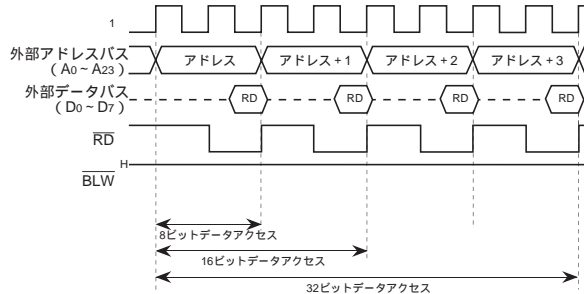 1
外部アドレスバス
(A0~A23)
アドレス
アドレス+1
アドレス+2
アドレス+3
外部データバス
(D0~D7)
RD
RD
RD
RD
RD
H
BLW
8ビットデータアクセス
16ビットデータアクセス
32ビットデータアクセス